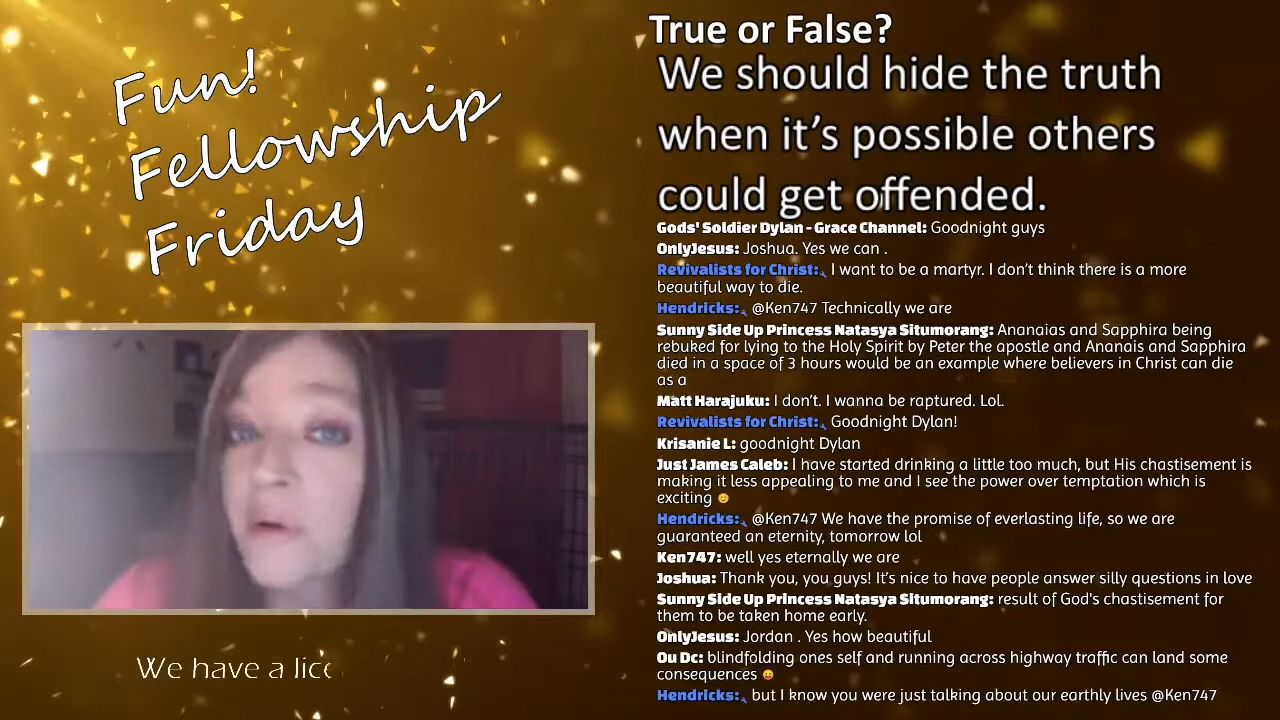 Fun!
Fellowship
Friday
We have a
True or False?
We should hide the truth
when it's possible others
could get offended.
Gods' Soldier Dylan - Grace Channel: Goodnight guys
OnlyJesus: Joshua. Yes we can .
Revivalists for Christ: I want to be a martyr. I don't think there is a more
beautiful way to die.
Hendricks: @Ken747 Technically we are
Sunny Side Up Princess Natasya Situmorang: Ananaias and Sapphira being
rebuked for lying to the Holy Spirit by Peter the apostle and Ananais and Sapphira
died in a space of 3 hours would be an example where believers in Christ can die
as a
Matt Harajuku: I don't. I wanna be raptured. Lol.
Revivalists for Christ: Goodnight Dylan!
Krisanie L: goodnight Dylan
Just James Caleb: I have started drinking a little too much, but His chastisement is
making it less appealing to me and I see the power over temptation which is
exciting 🙂
Hendricks: @Ken747 We have the promise of everlasting life, so we are
guaranteed an eternity, tomorrow lol
Ken747: well yes eternally we are
Joshua: Thank you, you guys! It's nice to have people answer silly questions in love
Sunny Side Up Princess Natasya Situmorang: result of God's chastisement for
them to be taken home early.
OnlyJesus: Jordan . Yes how beautiful
Ou Dc: blindfolding ones self and running across highway traffic can land some
consequences 😛
Hendricks: but I know you were just talking about our earthly lives @Ken747